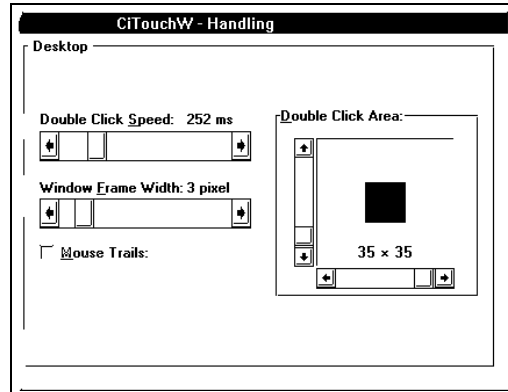 CiTouchW - Handling
Desktop
Double Click Speed: 252 ms
Window Frame Width: 3 pixel
Mouse Trails:
Double Click Area:
35 × 35